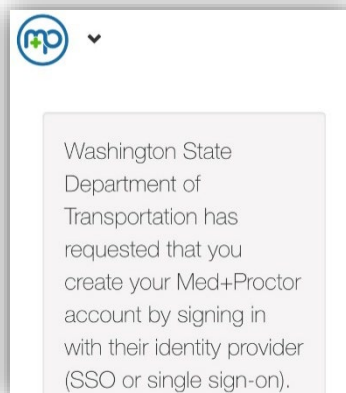 m+p
Washington State
Department of
Transportation has
requested that you
create your Med+Proctor
account by signing in
with their identity provider
(SSO or single sign-on).